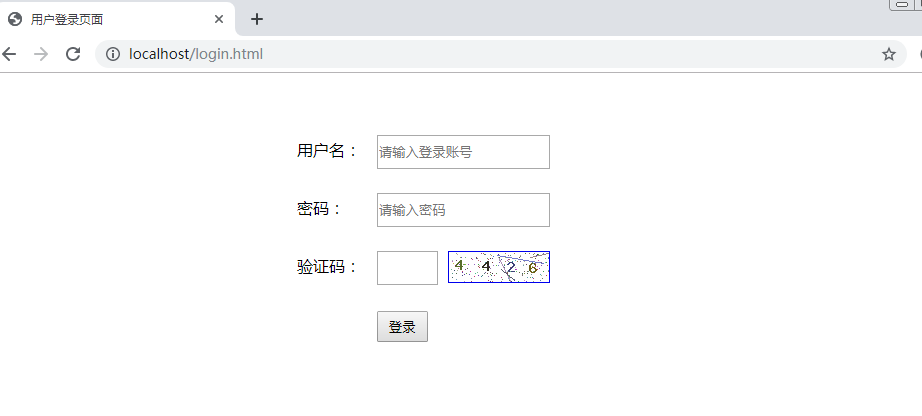 用户登录页面
localhost/login.html
用户名：
请输入登录账号
密码：
请输入密码
验证码：
4 4 2 6
登录